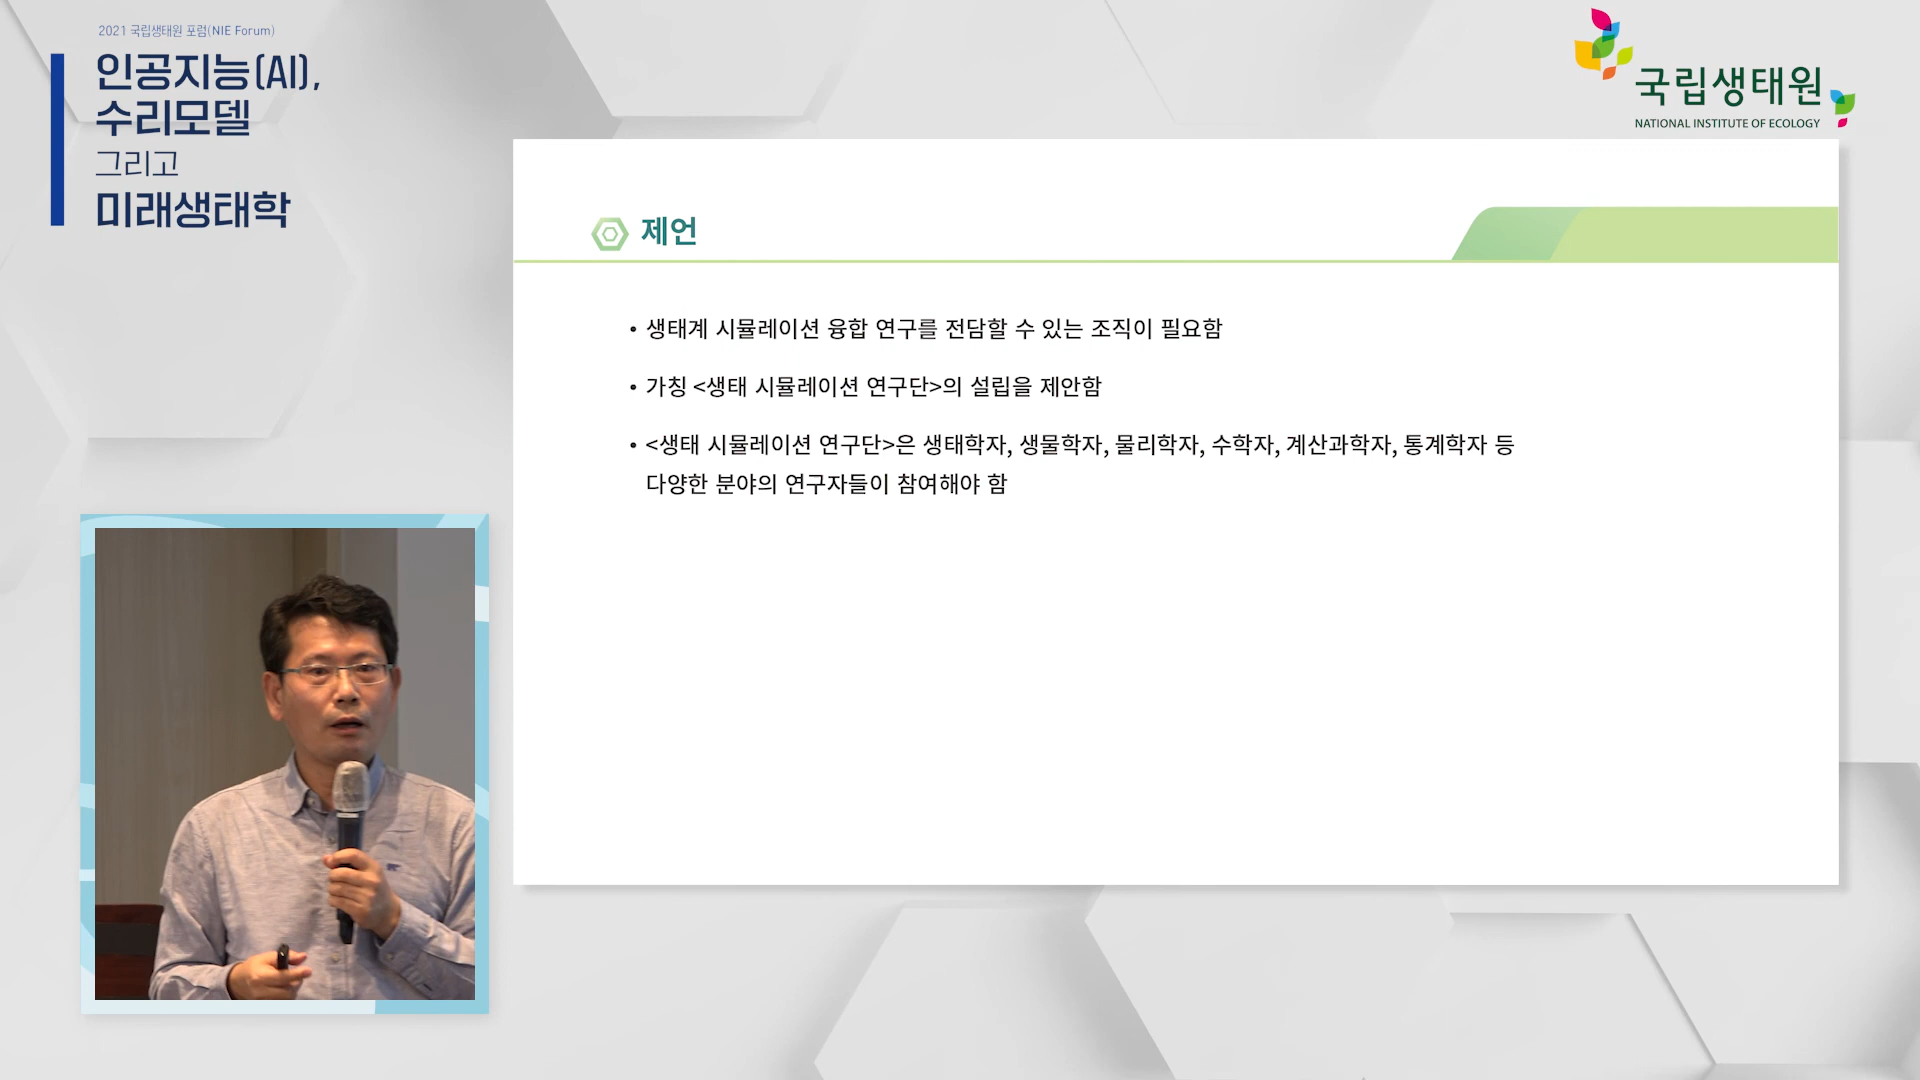 2021 국립생태원 포럼(NIE Forum)
인공지능(AI),
수리모델
그리고
미래생태학
국립생태원
NATIONAL INSTITUTE OF ECOLOGY
제언
• 생태계 시뮬레이션 융합 연구를 전담할 수 있는 조직이 필요함
• 가칭 <생태 시뮬레이션 연구단>의 설립을 제안함
• <생태 시뮬레이션 연구단>은 생태학자, 생물학자, 물리학자, 수학자, 계산과학자, 통계학자 등
다양한 분야의 연구자들이 참여해야 함